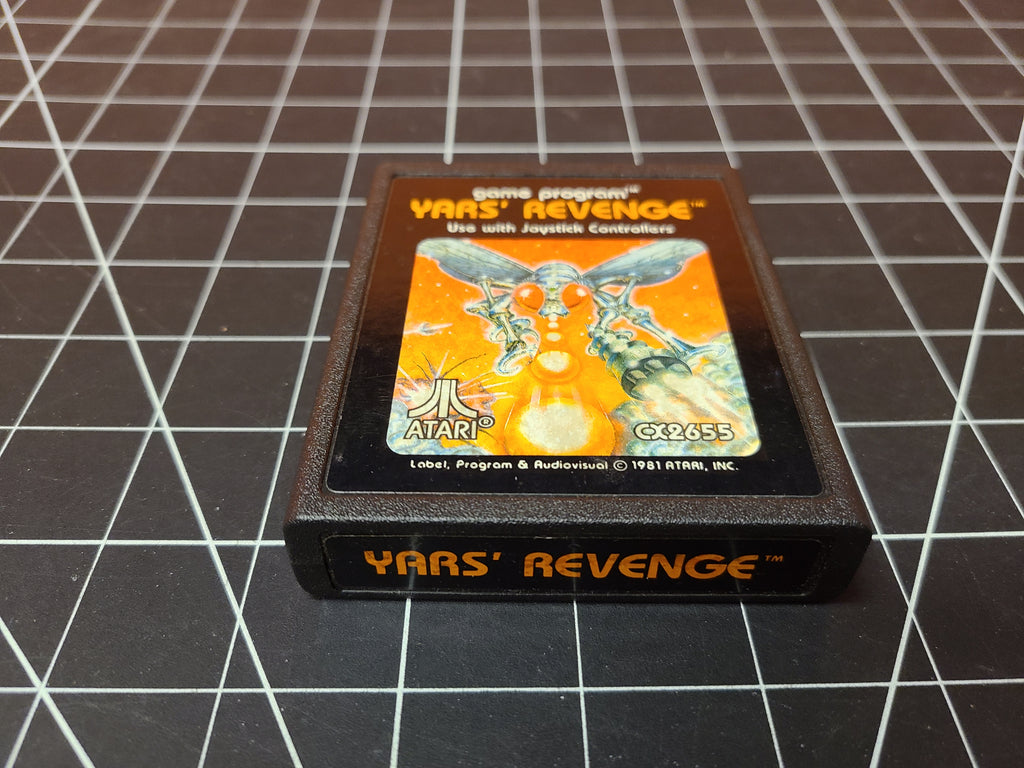 game program™
YARS' REVENGE™
Use with Joystick Controllers
ATARI®
CX2655
Label, Program & Audiovisual © 1981 ATARI, INC.
YARS' REVENGE™